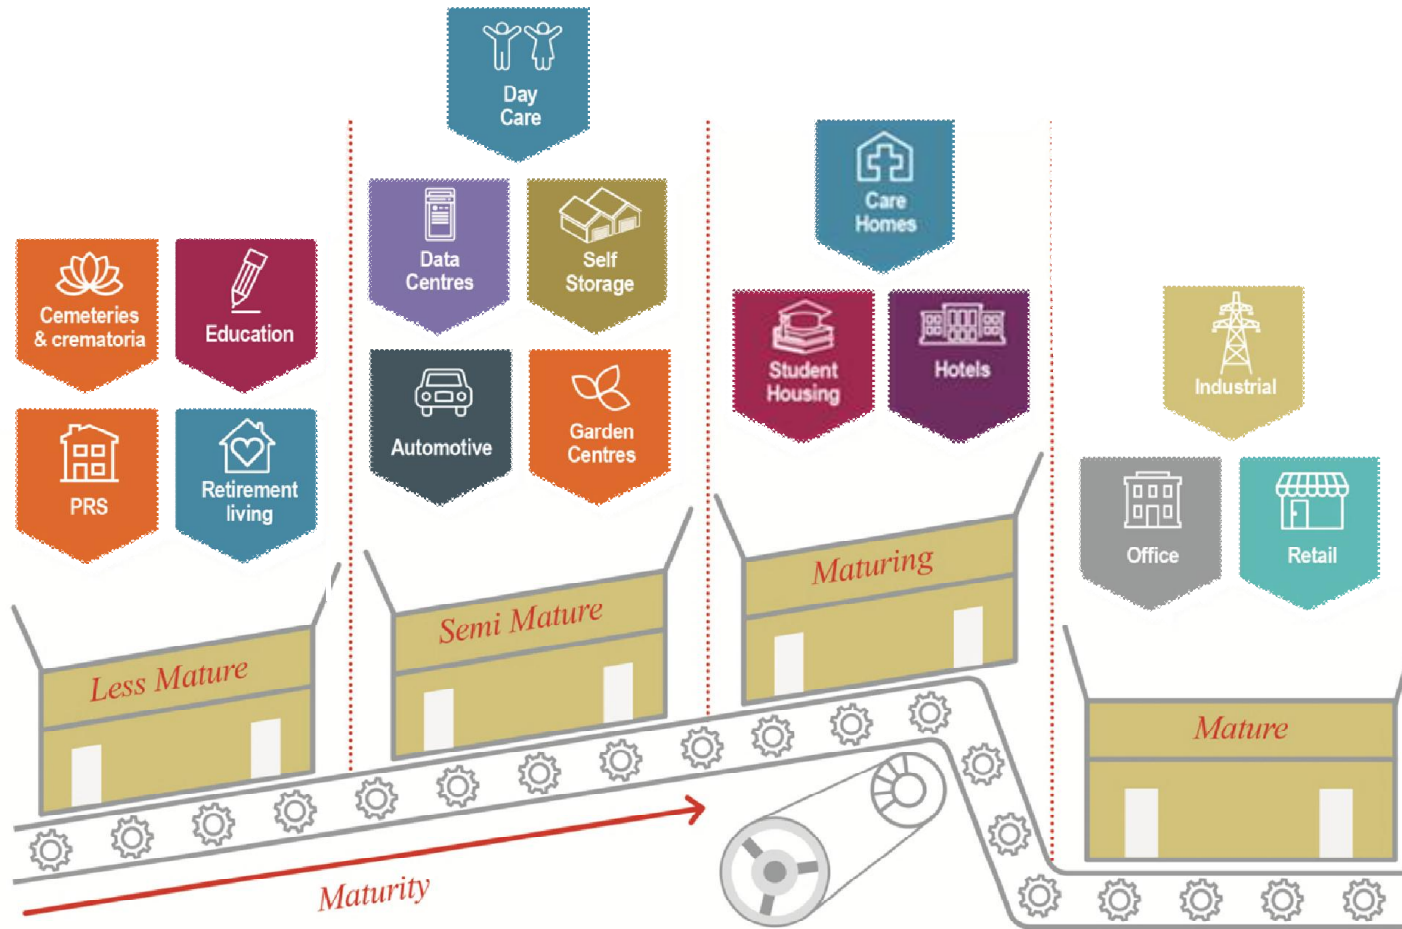 Day
Care
Data
Centres
Self
Storage
Care
Homes
Cemeteries
& crematoria
Education
Student
Housing
Hotels
Industrial
PRS
Retirement
living
Automotive
Garden
Centres
Office
Retail
Less Mature
Semi Mature
Maturing
Mature
Maturity